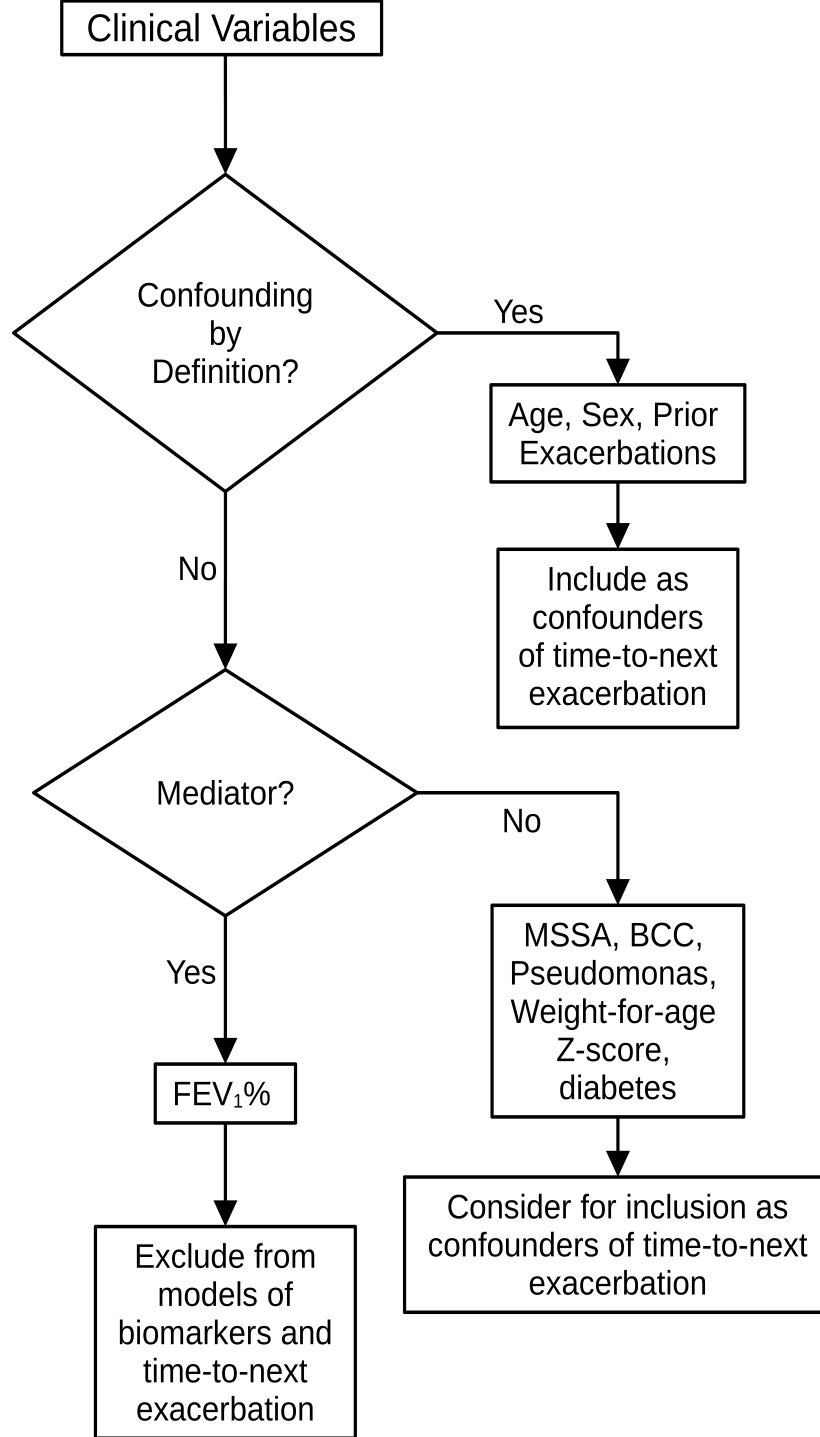 Clinical Variables
Confounding
by
Definition?
Yes
Age, Sex, Prior
Exacerbations
Include as
confounders
of time-to-next
exacerbation
No
Mediator?
No
MSSA, BCC,
Pseudomonas,
Weight-for-age
Z-score,
diabetes
Consider for inclusion as
confounders of time-to-next
exacerbation
Yes
FEV₁%
Exclude from
models of
biomarkers and
time-to-next
exacerbation